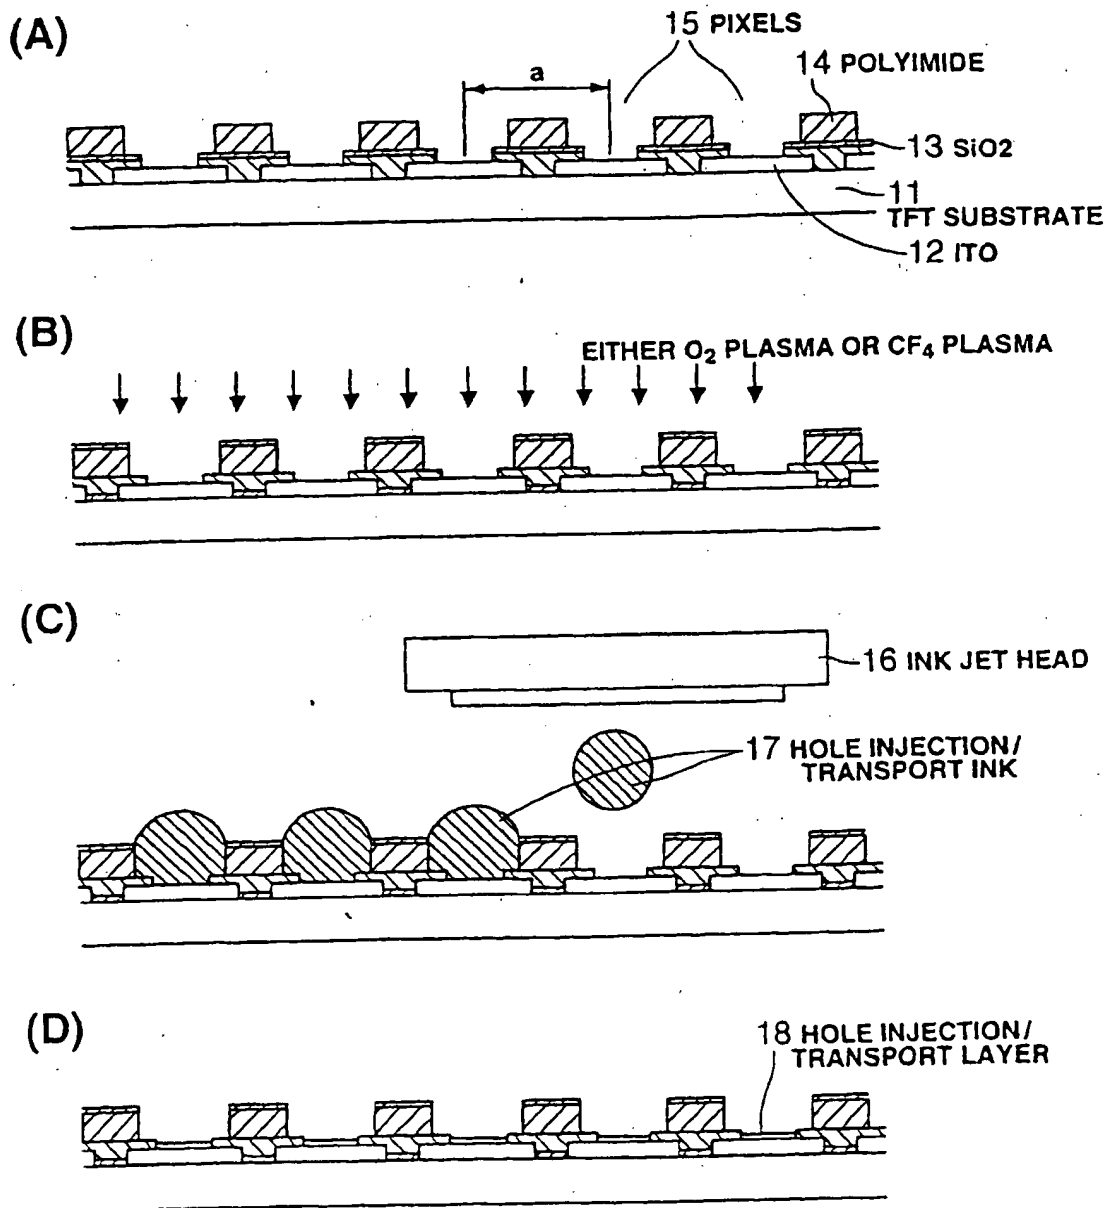 (A)
15 PIXELS
14 POLYIMIDE
a
13 SiO2
11
TFT SUBSTRATE
12 ITO
(B)
EITHER O₂ PLASMA OR CF₄ PLASMA
(C)
16 INK JET HEAD
17 HOLE INJECTION/
TRANSPORT INK
(D)
18 HOLE INJECTION/
TRANSPORT LAYER